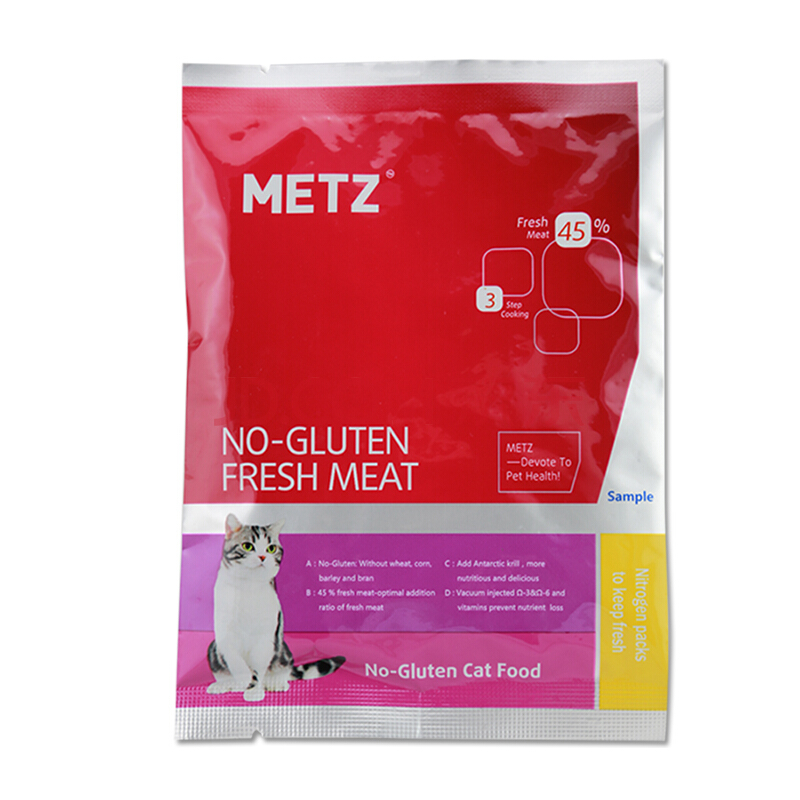 METZ
Fresh
Meat
45 %
3
Step
Cooking
NO-GLUTEN
FRESH MEAT
METZ
—Devote To
Pet Health!
Sample
A : No-Gluten: Without wheat, corn,
barley and bran
B : 45 % fresh meat-optimal addition
ratio of fresh meat
C : Add Antarctic krill , more
nutritious and delicious
D : Vacuum injected Ω-3&Ω-6 and
vitamins prevent nutrient loss
Nitrogen packs
to keep fresh
No-Gluten Cat Food